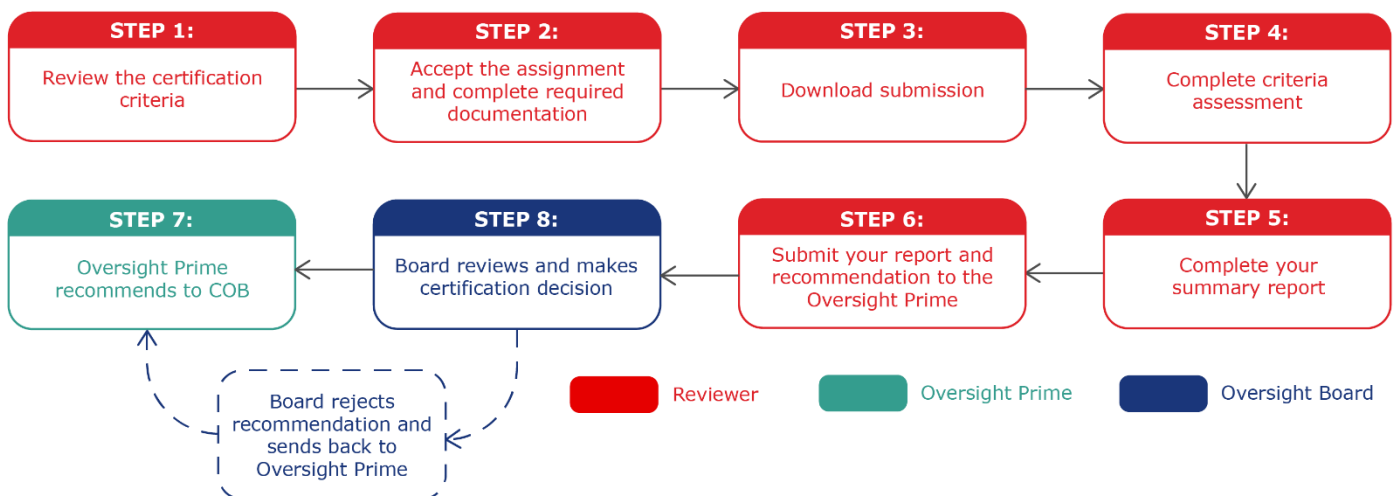 STEP 1:
Review the certification
criteria
STEP 2:
Accept the assignment
and complete required
documentation
STEP 3:
Download submission
STEP 4:
Complete criteria
assessment
STEP 7:
Oversight Prime
recommends to COB
STEP 8:
Board reviews and makes
certification decision
STEP 6:
Submit your report and
recommendation to the
Oversight Prime
STEP 5:
Complete your
summary report
Board rejects
recommendation and
sends back to
Oversight Prime
Reviewer
Oversight Prime
Oversight Board